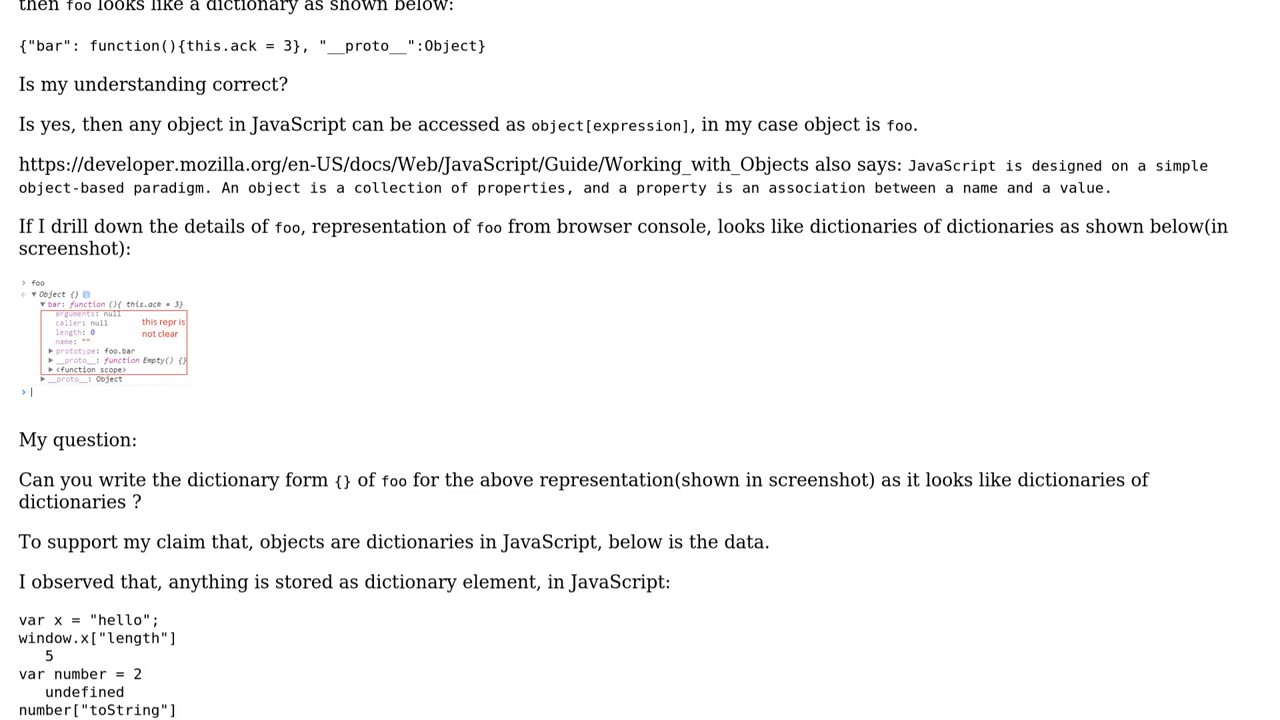 then foo looks like a dictionary as shown below:
{"bar": function(){this.ack = 3}, "__proto__":Object}
Is my understanding correct?
Is yes, then any object in JavaScript can be accessed as object[expression], in my case object is foo.
https://developer.mozilla.org/en-US/docs/Web/JavaScript/Guide/Working_with_Objects also says: JavaScript is designed on a simple
object-based paradigm. An object is a collection of properties, and a property is an association between a name and a value.
If I drill down the details of foo, representation of foo from browser console, looks like dictionaries of dictionaries as shown below(in
screenshot):
> foo
< ▼ Object {} i
▼ bar: function (){ this.ack = 3}
arguments: null
caller: null this repr is
length: 0 not clear
name: ""
▶ prototype: foo.bar
▶ __proto__: function Empty() {}
▶ <function scope>
▶ __proto__: Object
> |
My question:
Can you write the dictionary form {} of foo for the above representation(shown in screenshot) as it looks like dictionaries of
dictionaries ?
To support my claim that, objects are dictionaries in JavaScript, below is the data.
I observed that, anything is stored as dictionary element, in JavaScript:
var x = "hello";
window.x["length"]
5
var number = 2
undefined
number["toString"]